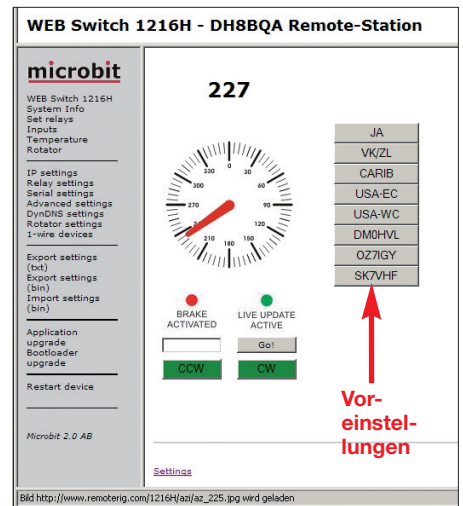 WEB Switch 1216H - DH8BQA Remote-Station
microbit
WEB Switch 1216H
System Info
Set relays
Inputs
Temperature
Rotator
IP settings
Relay settings
Serial settings
Advanced settings
DynDNS settings
Rotator settings
1-wire devices
Export settings
(txt)
Export settings
(bin)
Import settings
(bin)
Application
upgrade
Bootloader
upgrade
Restart device
Microbit 2.0 AB
227
0
30
60
90
120
150
180
210
270
300
330
BRAKE
ACTIVATED
LIVE UPDATE
ACTIVE
Go!
CCW
CW
JA
VK/ZL
CARIB
USA-EC
USA-WC
DM0HVL
OZ7IGY
SK7VHF
Vor-
einstel-
lungen
Settings
Bild http://www.remoterig.com/1216H/azi/az_225.jpg wird geladen